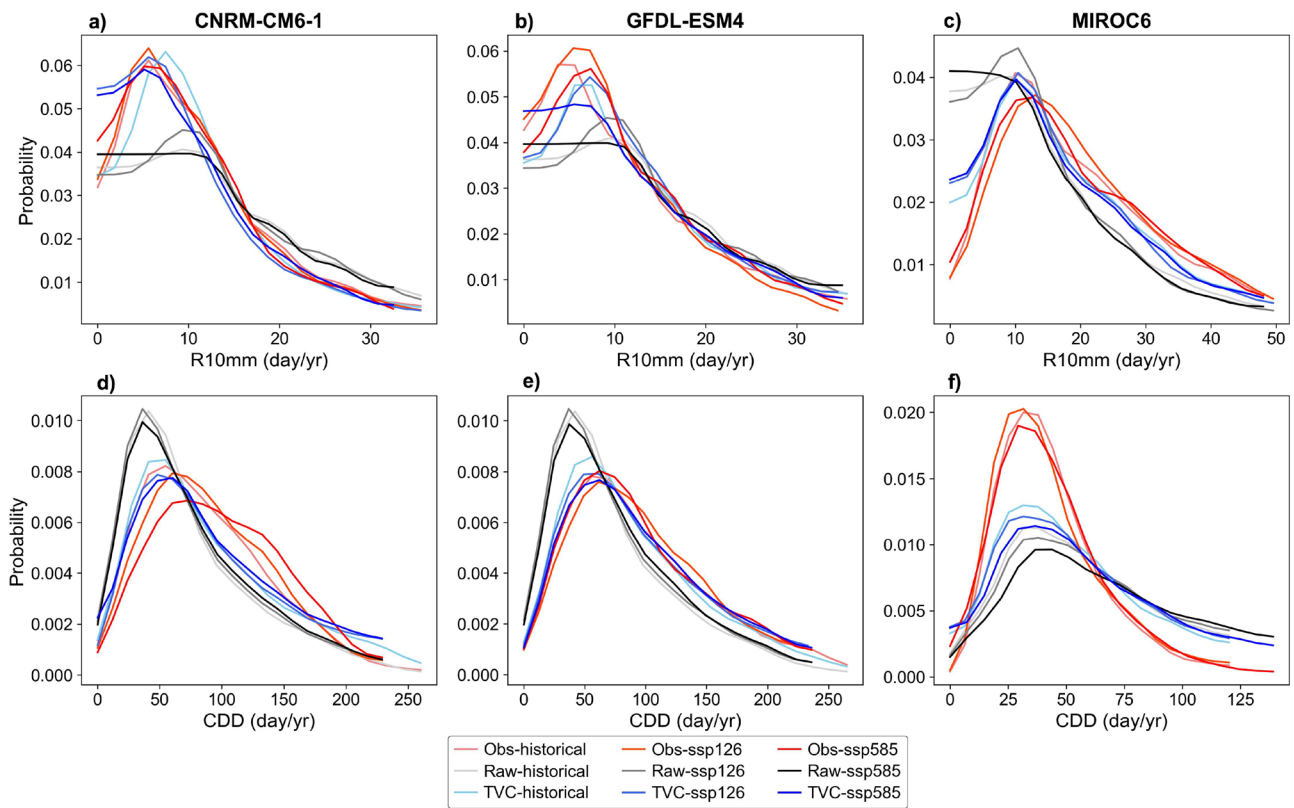 a) CNRM-CM6-1
b) GFDL-ESM4
c) MIROC6
Probability
0.06
0.05
0.04
0.03
0.02
0.01
0 10 20 30
R10mm (day/yr)
0.06
0.05
0.04
0.03
0.02
0.01
0 10 20 30
R10mm (day/yr)
0.04
0.03
0.02
0.01
0 10 20 30 40 50
R10mm (day/yr)
d)
e)
f)
Probability
0.010
0.008
0.006
0.004
0.002
0.000
0 50 100 150 200 250
CDD (day/yr)
0.010
0.008
0.006
0.004
0.002
0.000
0 50 100 150 200 250
CDD (day/yr)
0.020
0.015
0.010
0.005
0.000
0 25 50 75 100 125
CDD (day/yr)
Obs-historical Obs-ssp126 Obs-ssp585
Raw-historical Raw-ssp126 Raw-ssp585
TVC-historical TVC-ssp126 TVC-ssp585